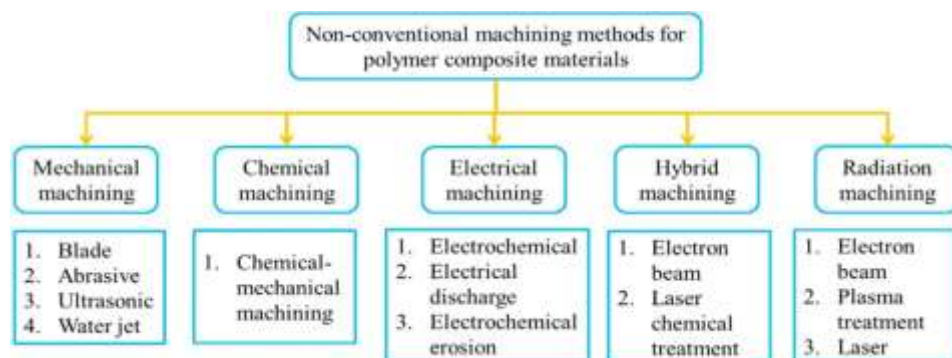 Non-conventional machining methods for
polymer composite materials
Mechanical
machining
Chemical
machining
Electrical
machining
Hybrid
machining
Radiation
machining
1. Blade
2. Abrasive
3. Ultrasonic
4. Water jet
1. Chemical-
mechanical
machining
1. Electrochemical
2. Electrical
discharge
3. Electrochemical
erosion
1. Electron
beam
2. Laser
chemical
treatment
1. Electron
beam
2. Plasma
treatment
3. Laser